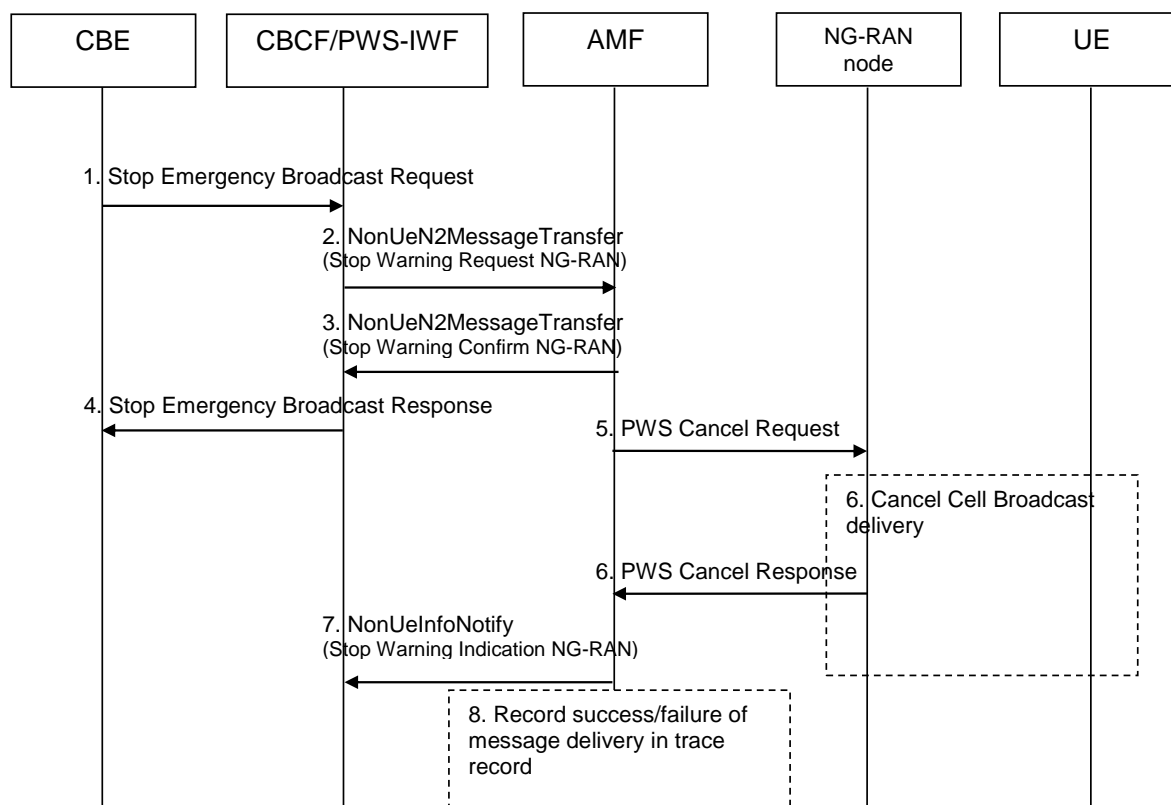 CBE
CBCF/PWS-IWF
AMF
NG-RAN
node
UE
1. Stop Emergency Broadcast Request
2. NonUeN2MessageTransfer
(Stop Warning Request NG-RAN)
3. NonUeN2MessageTransfer
(Stop Warning Confirm NG-RAN)
4. Stop Emergency Broadcast Response
5. PWS Cancel Request
6. Cancel Cell Broadcast
delivery
6. PWS Cancel Response
7. NonUeInfoNotify
(Stop Warning Indication NG-RAN)
8. Record success/failure of
message delivery in trace
record